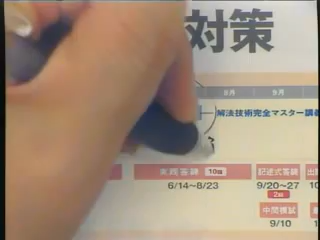 対策
8月 9月
解法技術完全マスター講
実践答練 10回 記述式答練 出
6/14～8/23 9/20～27 10
2回
中間模試
9/10